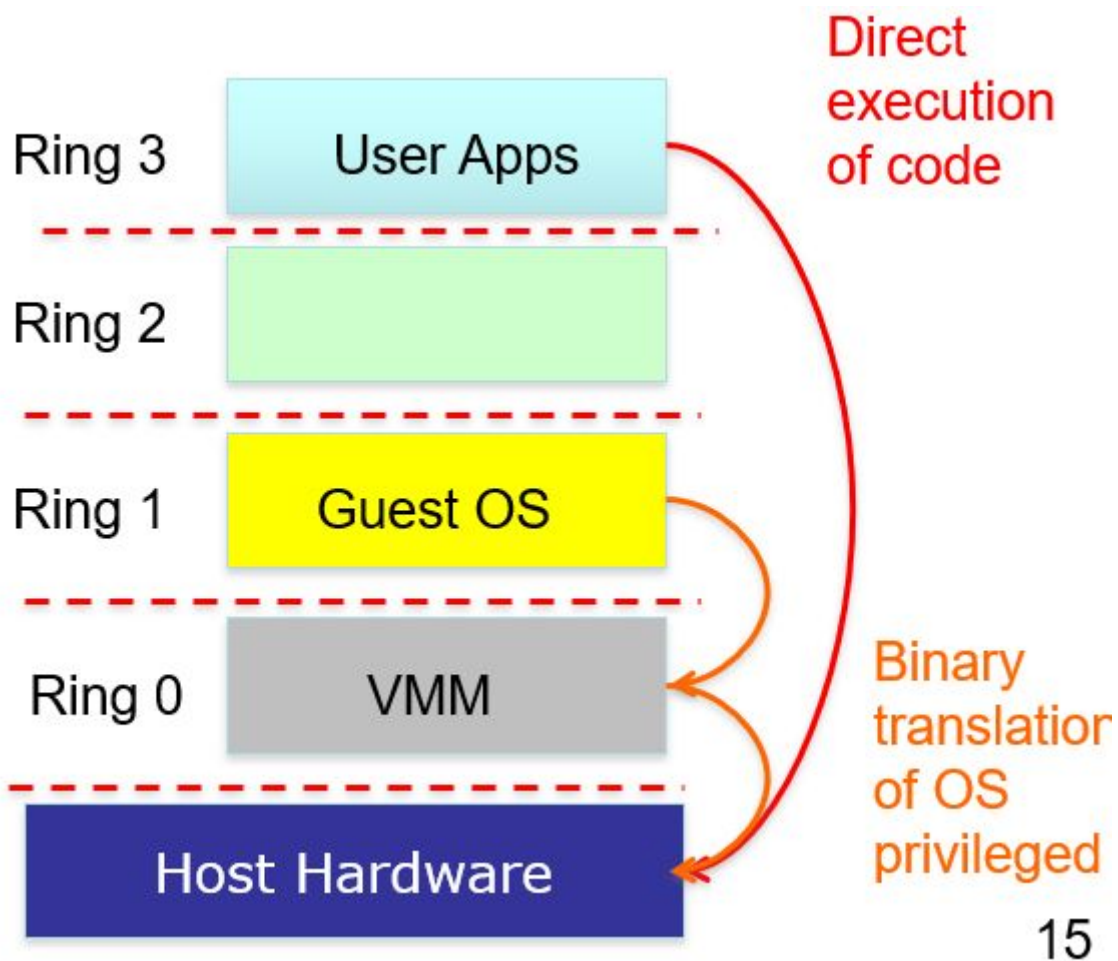 Direct
execution
of code
Ring 3
User Apps
Ring 2
Ring 1
Guest OS
Ring 0
VMM
Binary
translation
of OS
privileged
Host Hardware
15